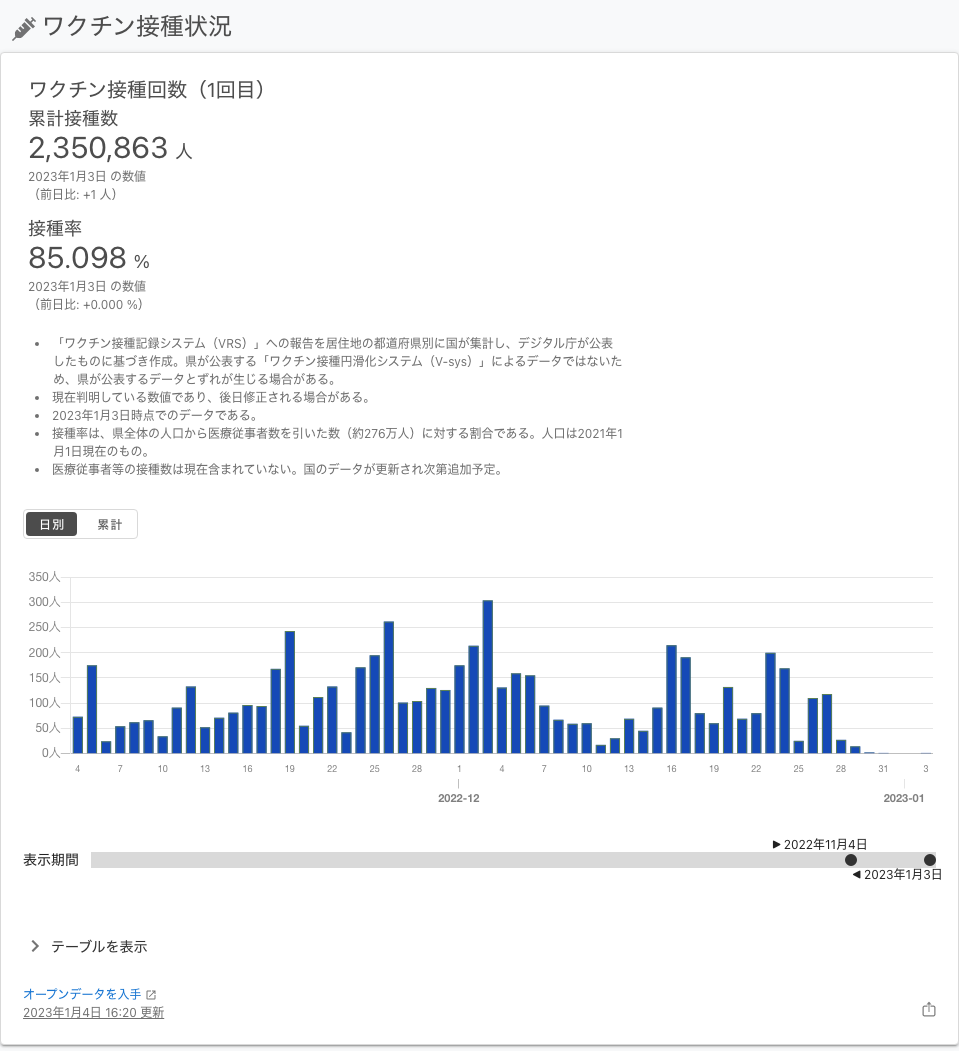 ワクチン接種状況
ワクチン接種回数（1回目）
累計接種数
2,350,863 人
2023年1月3日 の数値
（前日比: +1 人）
接種率
85.098 %
2023年1月3日 の数値
（前日比: +0.000 %）
• 「ワクチン接種記録システム（VRS）」への報告を居住地の都道府県別に国が集計し、デジタル庁が公表
したものに基づき作成。県が公表する「ワクチン接種円滑化システム（V-sys）」によるデータではないた
め、県が公表するデータとずれが生じる場合がある。
• 現在判明している数値であり、後日修正される場合がある。
• 2023年1月3日時点でのデータである。
• 接種率は、県全体の人口から医療従事者数を引いた数（約276万人）に対する割合である。人口は2021年1
月1日現在のもの。
• 医療従事者等の接種数は現在含まれていない。国のデータが更新され次第追加予定。
日別 累計
350人
300人
250人
200人
150人
100人
50人
0人
4 7 10 13 16 19 22 25 28 1 4 7 10 13 16 19 22 25 28 31 3
2022-12 2023-01
▶ 2022年11月4日
表示期間
◀ 2023年1月3日
テーブルを表示
オープンデータを入手
2023年1月4日 16:20 更新